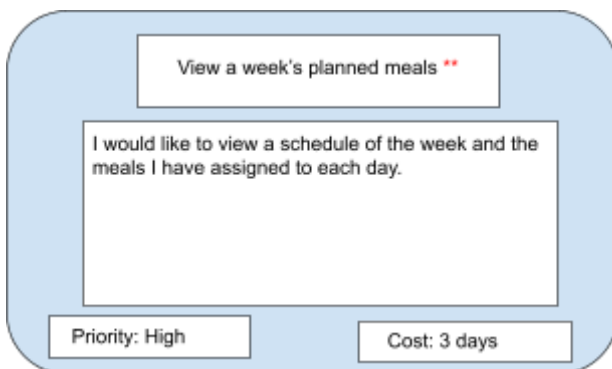 View a week's planned meals **
I would like to view a schedule of the week and the
meals I have assigned to each day.
Priority: High
Cost: 3 days